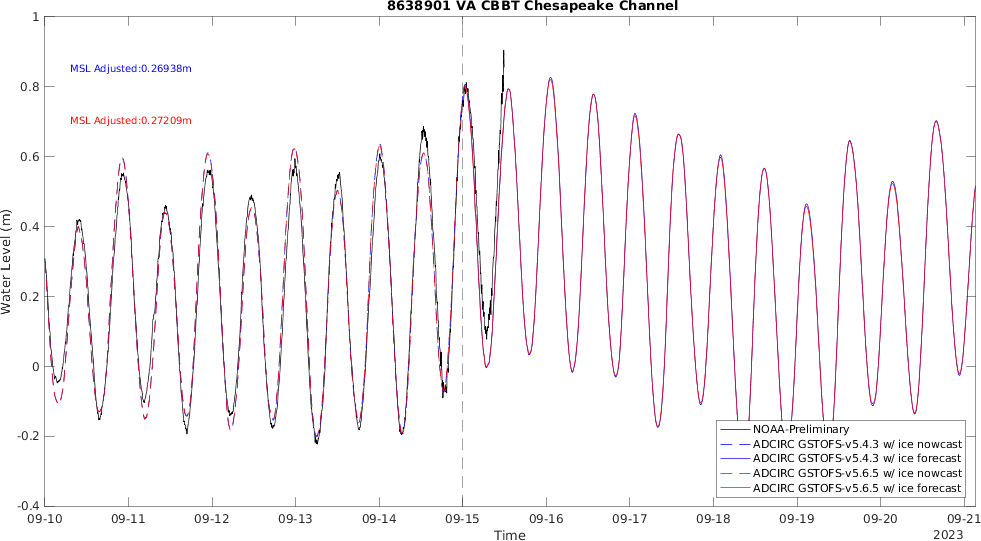 8638901 VA CBBT Chesapeake Channel
1
0.8
0.6
0.4
0.2
0
-0.2
-0.4
Water Level (m)
MSL Adjusted:0.26938m
MSL Adjusted:0.27209m
NOAA-Preliminary
ADCIRC GSTOFS-v5.4.3 w/ ice nowcast
ADCIRC GSTOFS-v5.4.3 w/ ice forecast
ADCIRC GSTOFS-v5.6.5 w/ ice nowcast
ADCIRC GSTOFS-v5.6.5 w/ ice forecast
09-10 09-11 09-12 09-13 09-14 09-15 09-16 09-17 09-18 09-19 09-20 09-21
Time
2023